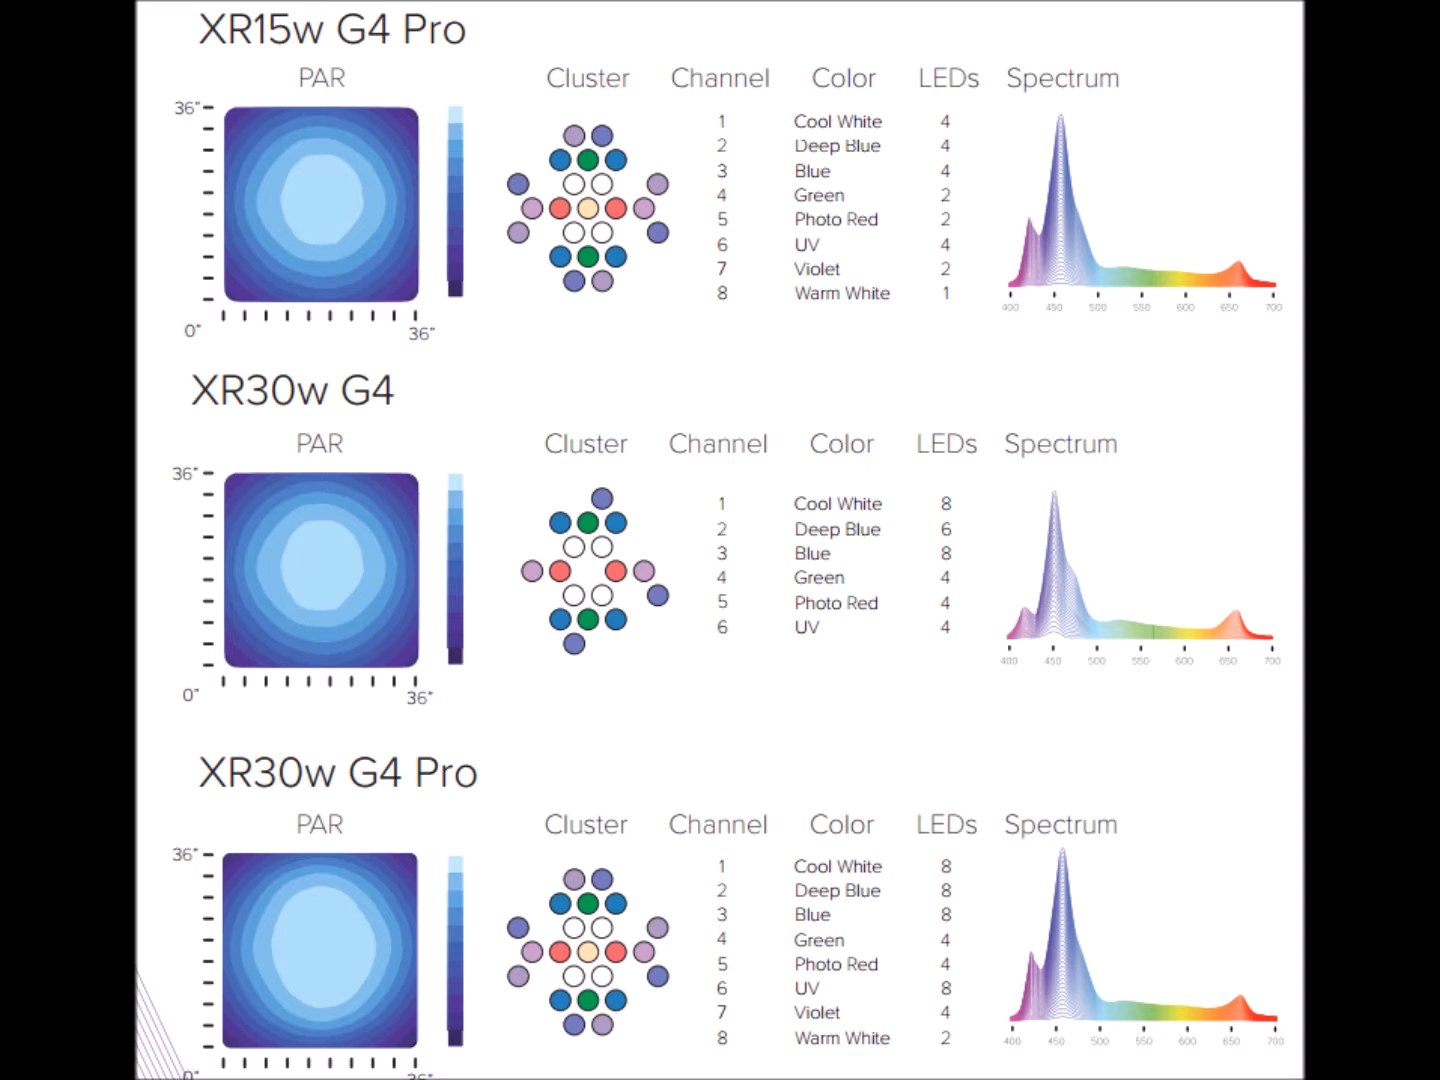 XR15w G4 Pro
PAR Cluster Channel Color LEDs Spectrum
36"
1 Cool White 4
2 Deep Blue 4
3 Blue 4
4 Green 2
5 Photo Red 2
6 UV 4
7 Violet 2
8 Warm White 1
400 450 500 550 600 650 700
0" 36"
XR30w G4
PAR Cluster Channel Color LEDs Spectrum
36"
1 Cool White 8
2 Deep Blue 6
3 Blue 8
4 Green 4
5 Photo Red 4
6 UV 4
400 450 500 550 600 650 700
0" 36"
XR30w G4 Pro
PAR Cluster Channel Color LEDs Spectrum
36"
1 Cool White 8
2 Deep Blue 8
3 Blue 8
4 Green 4
5 Photo Red 4
6 UV 8
7 Violet 4
8 Warm White 2
400 450 500 550 600 650 700
0" 36"